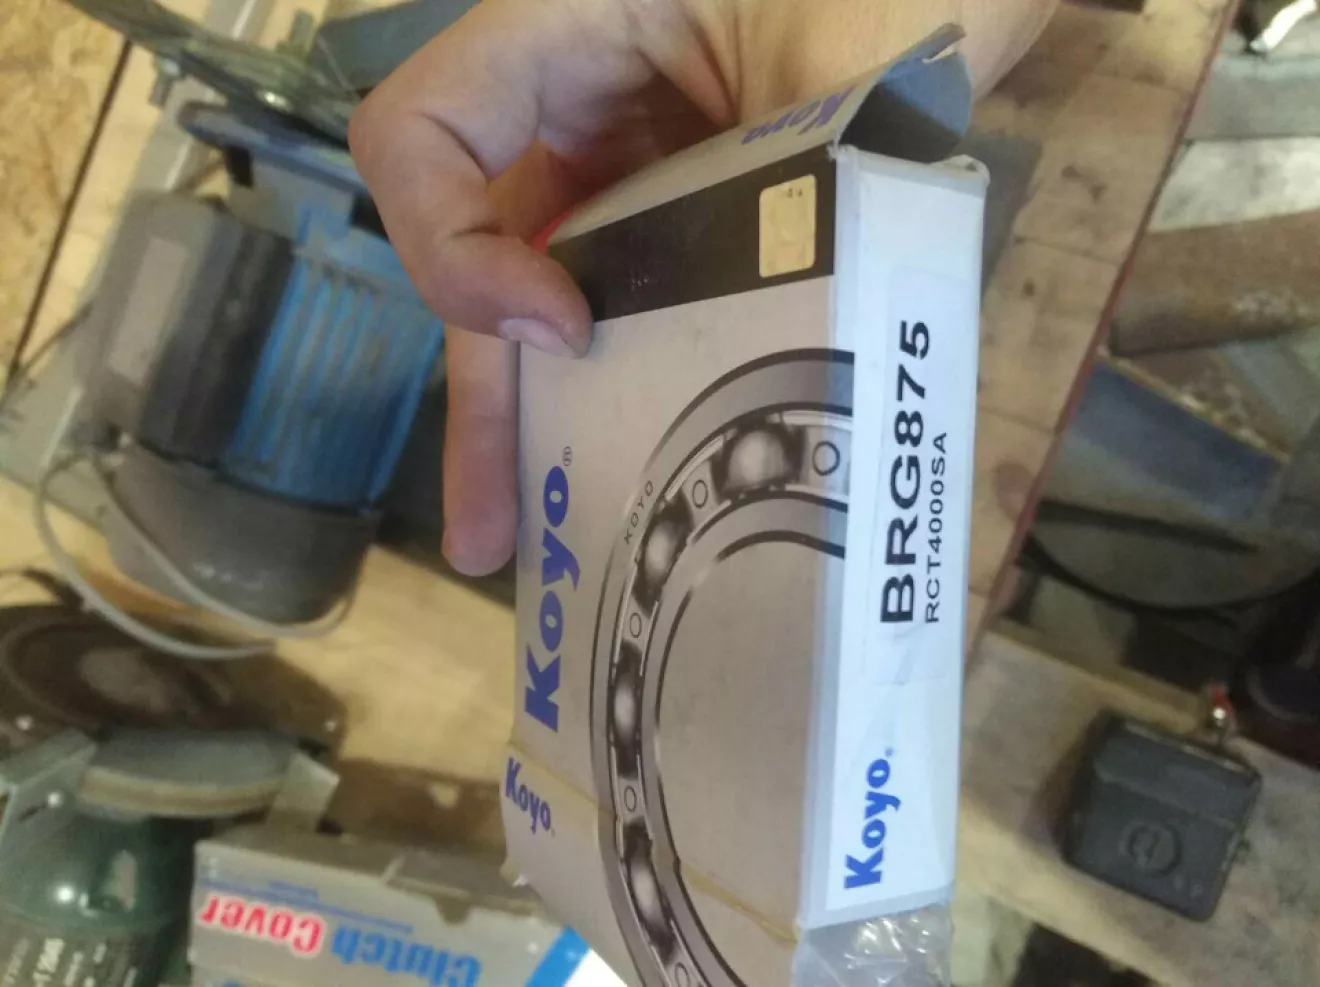 Koyo
Koyo®
KOYO
BRG875
RCT4000SA
Koyo®
Koyo®
Clutch Cover